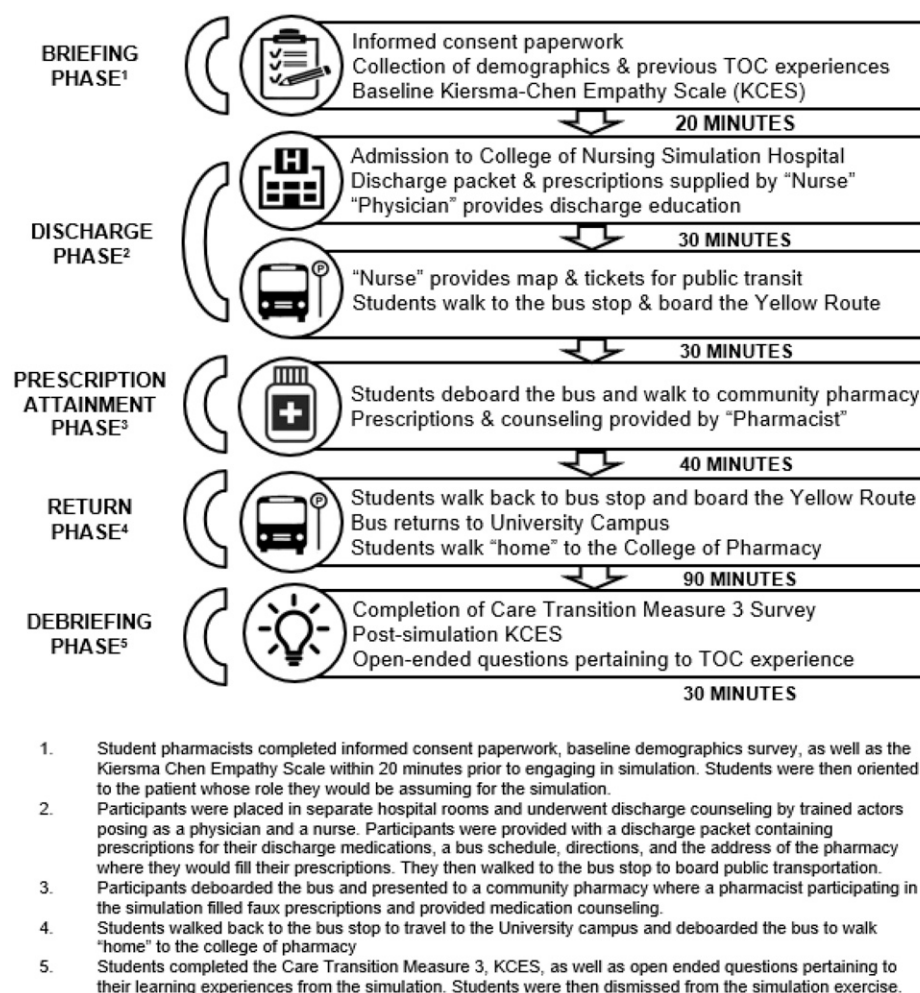 BRIEFING
PHASE¹
Informed consent paperwork
Collection of demographics & previous TOC experiences
Baseline Kiersma-Chen Empathy Scale (KCES)
20 MINUTES
H
Admission to College of Nursing Simulation Hospital
Discharge packet & prescriptions supplied by “Nurse”
“Physician” provides discharge education
DISCHARGE
PHASE²
30 MINUTES
P
“Nurse” provides map & tickets for public transit
Students walk to the bus stop & board the Yellow Route
30 MINUTES
PRESCRIPTION
ATTAINMENT
PHASE³
Students deboard the bus and walk to community pharmacy
Prescriptions & counseling provided by “Pharmacist”
40 MINUTES
RETURN
PHASE⁴
P
Students walk back to bus stop and board the Yellow Route
Bus returns to University Campus
Students walk “home” to the College of Pharmacy
90 MINUTES
DEBRIEFING
PHASE⁵
Completion of Care Transition Measure 3 Survey
Post-simulation KCES
Open-ended questions pertaining to TOC experience
30 MINUTES
1. Student pharmacists completed informed consent paperwork, baseline demographics survey, as well as the
Kiersma Chen Empathy Scale within 20 minutes prior to engaging in simulation. Students were then oriented
to the patient whose role they would be assuming for the simulation.
2. Participants were placed in separate hospital rooms and underwent discharge counseling by trained actors
posing as a physician and a nurse. Participants were provided with a discharge packet containing
prescriptions for their discharge medications, a bus schedule, directions, and the address of the pharmacy
where they would fill their prescriptions. They then walked to the bus stop to board public transportation.
3. Participants deboarded the bus and presented to a community pharmacy where a pharmacist participating in
the simulation filled faux prescriptions and provided medication counseling.
4. Students walked back to the bus stop to travel to the University campus and deboarded the bus to walk
“home” to the college of pharmacy
5. Students completed the Care Transition Measure 3, KCES, as well as open ended questions pertaining to
their learning experiences from the simulation. Students were then dismissed from the simulation exercise.